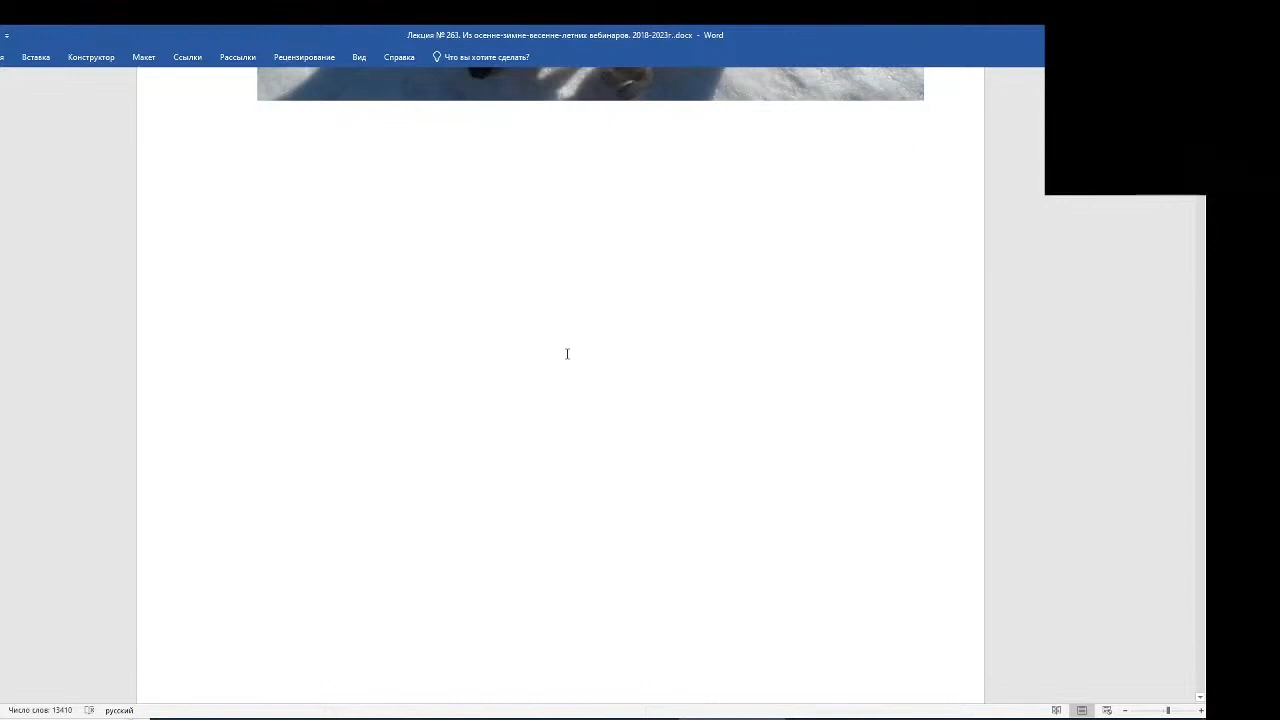 Лекция № 263. Из осенне-зимне-весенне-летних вебинаров. 2018-2023г..docx - Word
я Вставка Конструктор Макет Ссылки Рассылки Рецензирование Вид Справка Что вы хотите сделать?
Число слов: 13410 русский